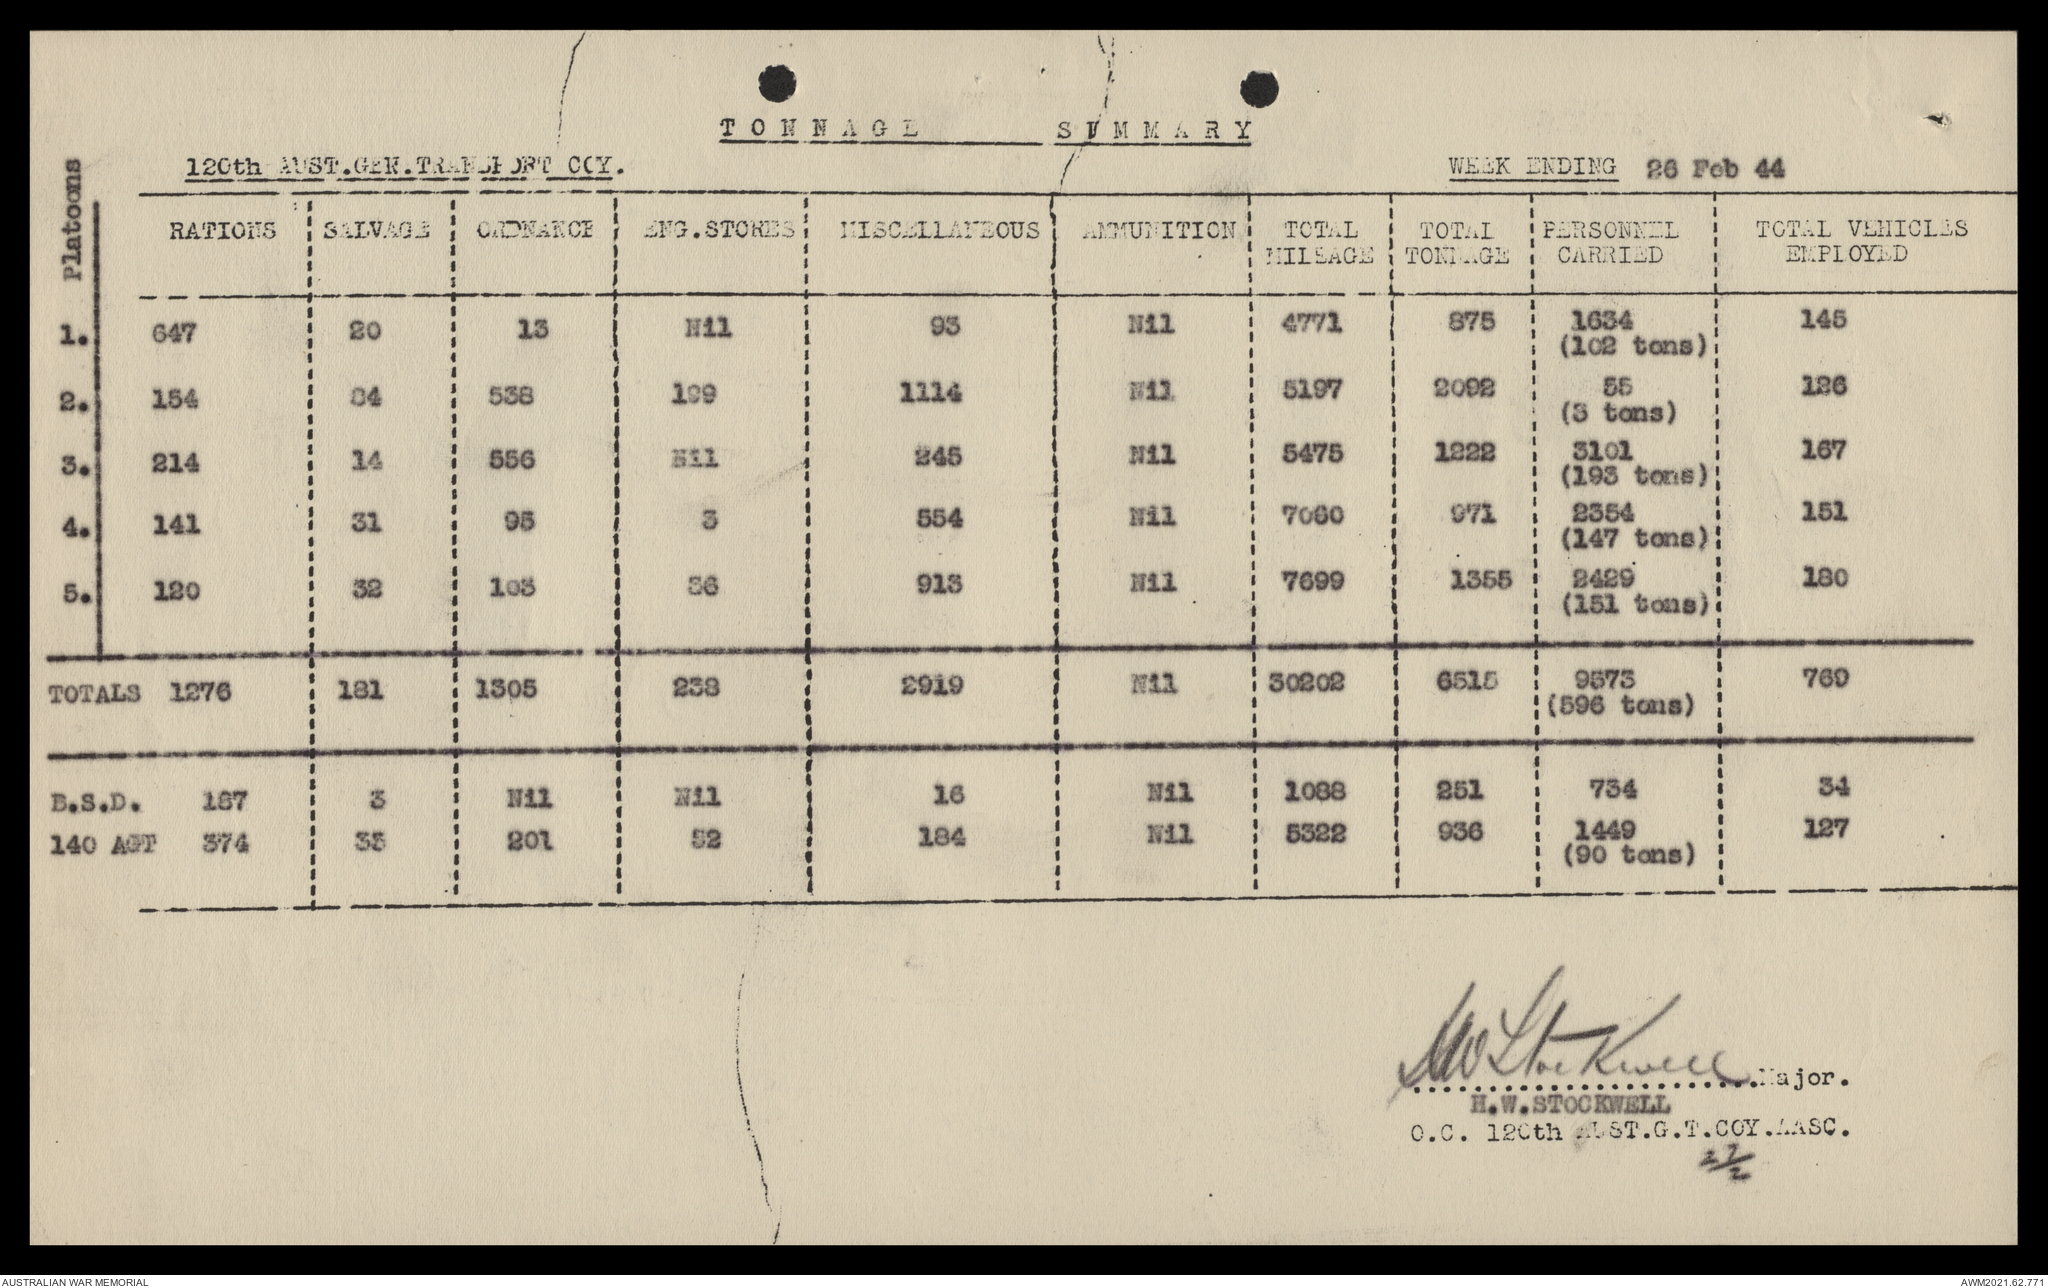 TONNAGE SUMMARY
120th AUST.GEN.TRANSPORT COY. WEEK ENDING 26 Feb 44
Platoons RATIONS SALVAGE ORDNANCE ENG.STORES MISCELLANEOUS AMMUNITION TOTAL TOTAL PERSONNEL TOTAL VEHICLES
MILEAGE TONNAGE CARRIED EMPLOYED
1. 647 20 13 Nil 93 Nil 4771 875 1634 145
(102 tons)
2. 154 84 538 199 1114 Nil 5197 2092 55 126
(3 tons)
3. 214 14 556 Nil 245 Nil 5475 1222 3101 167
(193 tons)
4. 141 31 95 3 554 Nil 7060 971 2354 151
(147 tons)
5. 120 32 103 36 913 Nil 7699 1355 2429 180
(151 tons)
TOTALS 1276 181 1305 238 2919 Nil 30202 6515 9573 769
(596 tons)
B.S.D. 187 3 Nil Nil 16 Nil 1088 251 734 34
140 AGT 374 33 201 52 184 Nil 5322 936 1449 127
(90 tons)
HW Stockwell Major.
H.W.STOCKWELL
O.C. 120th AUST.G.T.COY.AASC.
27/2
AUSTRALIAN WAR MEMORIAL AWM2021.62.771